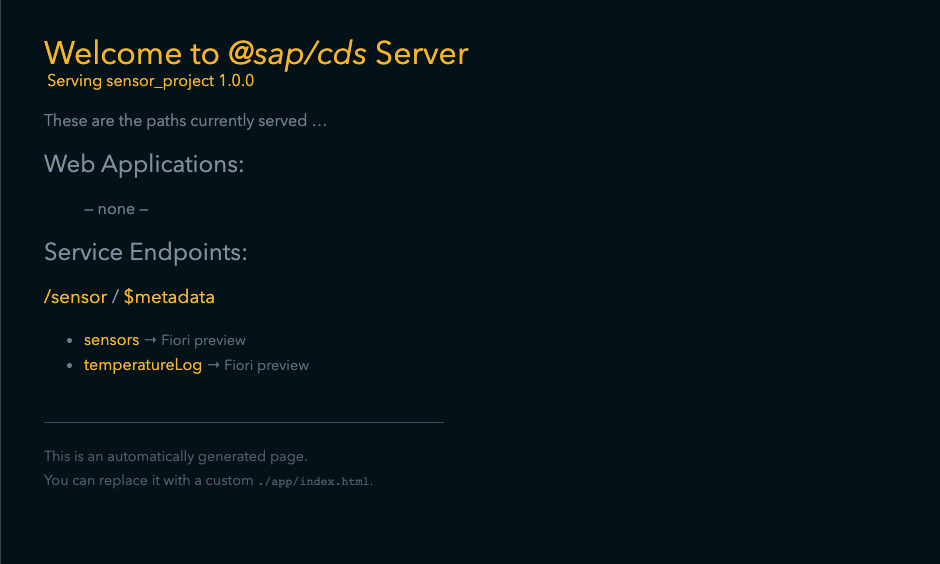 Welcome to @sap/cds Server
Serving sensor_project 1.0.0
These are the paths currently served …
Web Applications:
– none –
Service Endpoints:
/sensor / $metadata
• sensors → Fiori preview
• temperatureLog → Fiori preview
This is an automatically generated page.
You can replace it with a custom ./app/index.html.